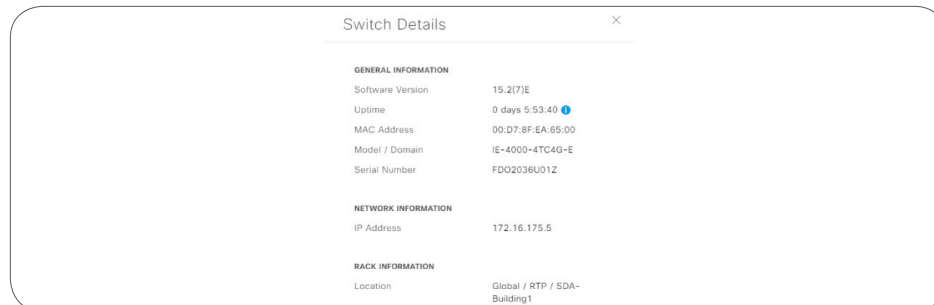 Switch Details
GENERAL INFORMATION
Software Version 15.2(7)E
Uptime 0 days 5:53:40
MAC Address 00:D7:8F:EA:65:00
Model / Domain IE-4000-4TC4G-E
Serial Number FDO2036U01Z
NETWORK INFORMATION
IP Address 172.16.175.5
RACK INFORMATION
Location Global / RTP / SDA-
Building1